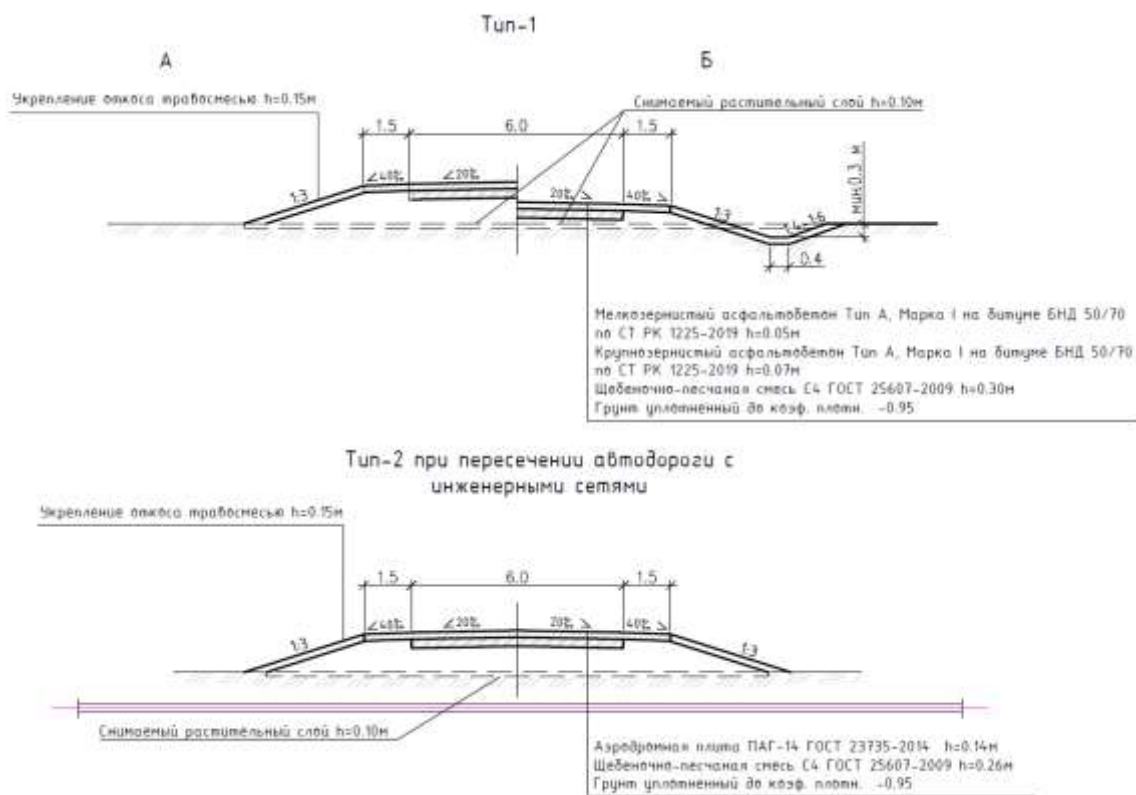 Тип-1
А
Б
Укрепление откоса травосмесью h=0.15м
Снимаемый растительный слой h=0.10м
1.5
6.0
1.5
40‰
20‰
20‰
40‰
1:3
1:3
1:4-1:6
мин0.3 м
0.4
Мелкозернистый асфальтобетон Тип А, Марка I на битуме БНД 50/70
по СТ РК 1225-2019 h=0.05м
Крупнозернистый асфальтобетон Тип А, Марка I на битуме БНД 50/70
по СТ РК 1225-2019 h=0.07м
Щебеночно-песчаная смесь С4 ГОСТ 25607-2009 h=0.30м
Грунт уплотненный до коэф. плотн. -0.95
Тип-2 при пересечении автодороги с
инженерными сетями
Укрепление откоса травосмесью h=0.15м
1.5
6.0
1.5
40‰
20‰
20‰
40‰
1:3
1:3
Снимаемый растительный слой h=0.10м
Аэродромная плита ПАГ-14 ГОСТ 23735-2014 h=0.14м
Щебеночно-песчаная смесь С4 ГОСТ 25607-2009 h=0.26м
Грунт уплотненный до коэф. плотн. -0.95